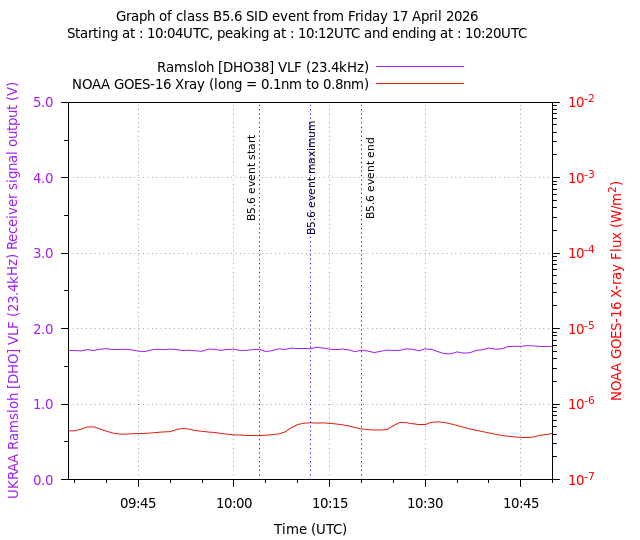 Graph of class B5.6 SID event from Friday 17 April 2026
Starting at : 10:04UTC, peaking at : 10:12UTC and ending at : 10:20UTC
Ramsloh [DHO38] VLF (23.4kHz)
NOAA GOES-16 Xray (long = 0.1nm to 0.8nm)
UKRAA Ramsloh [DHO] VLF (23.4kHz) Receiver signal output (V)
5.0
4.0
3.0
2.0
1.0
0.0
B5.6 event start
B5.6 event maximum
B5.6 event end
10-2
10-3
10-4
10-5
10-6
10-7
NOAA GOES-16 X-ray Flux (W/m2)
09:45
10:00
10:15
10:30
10:45
Time (UTC)